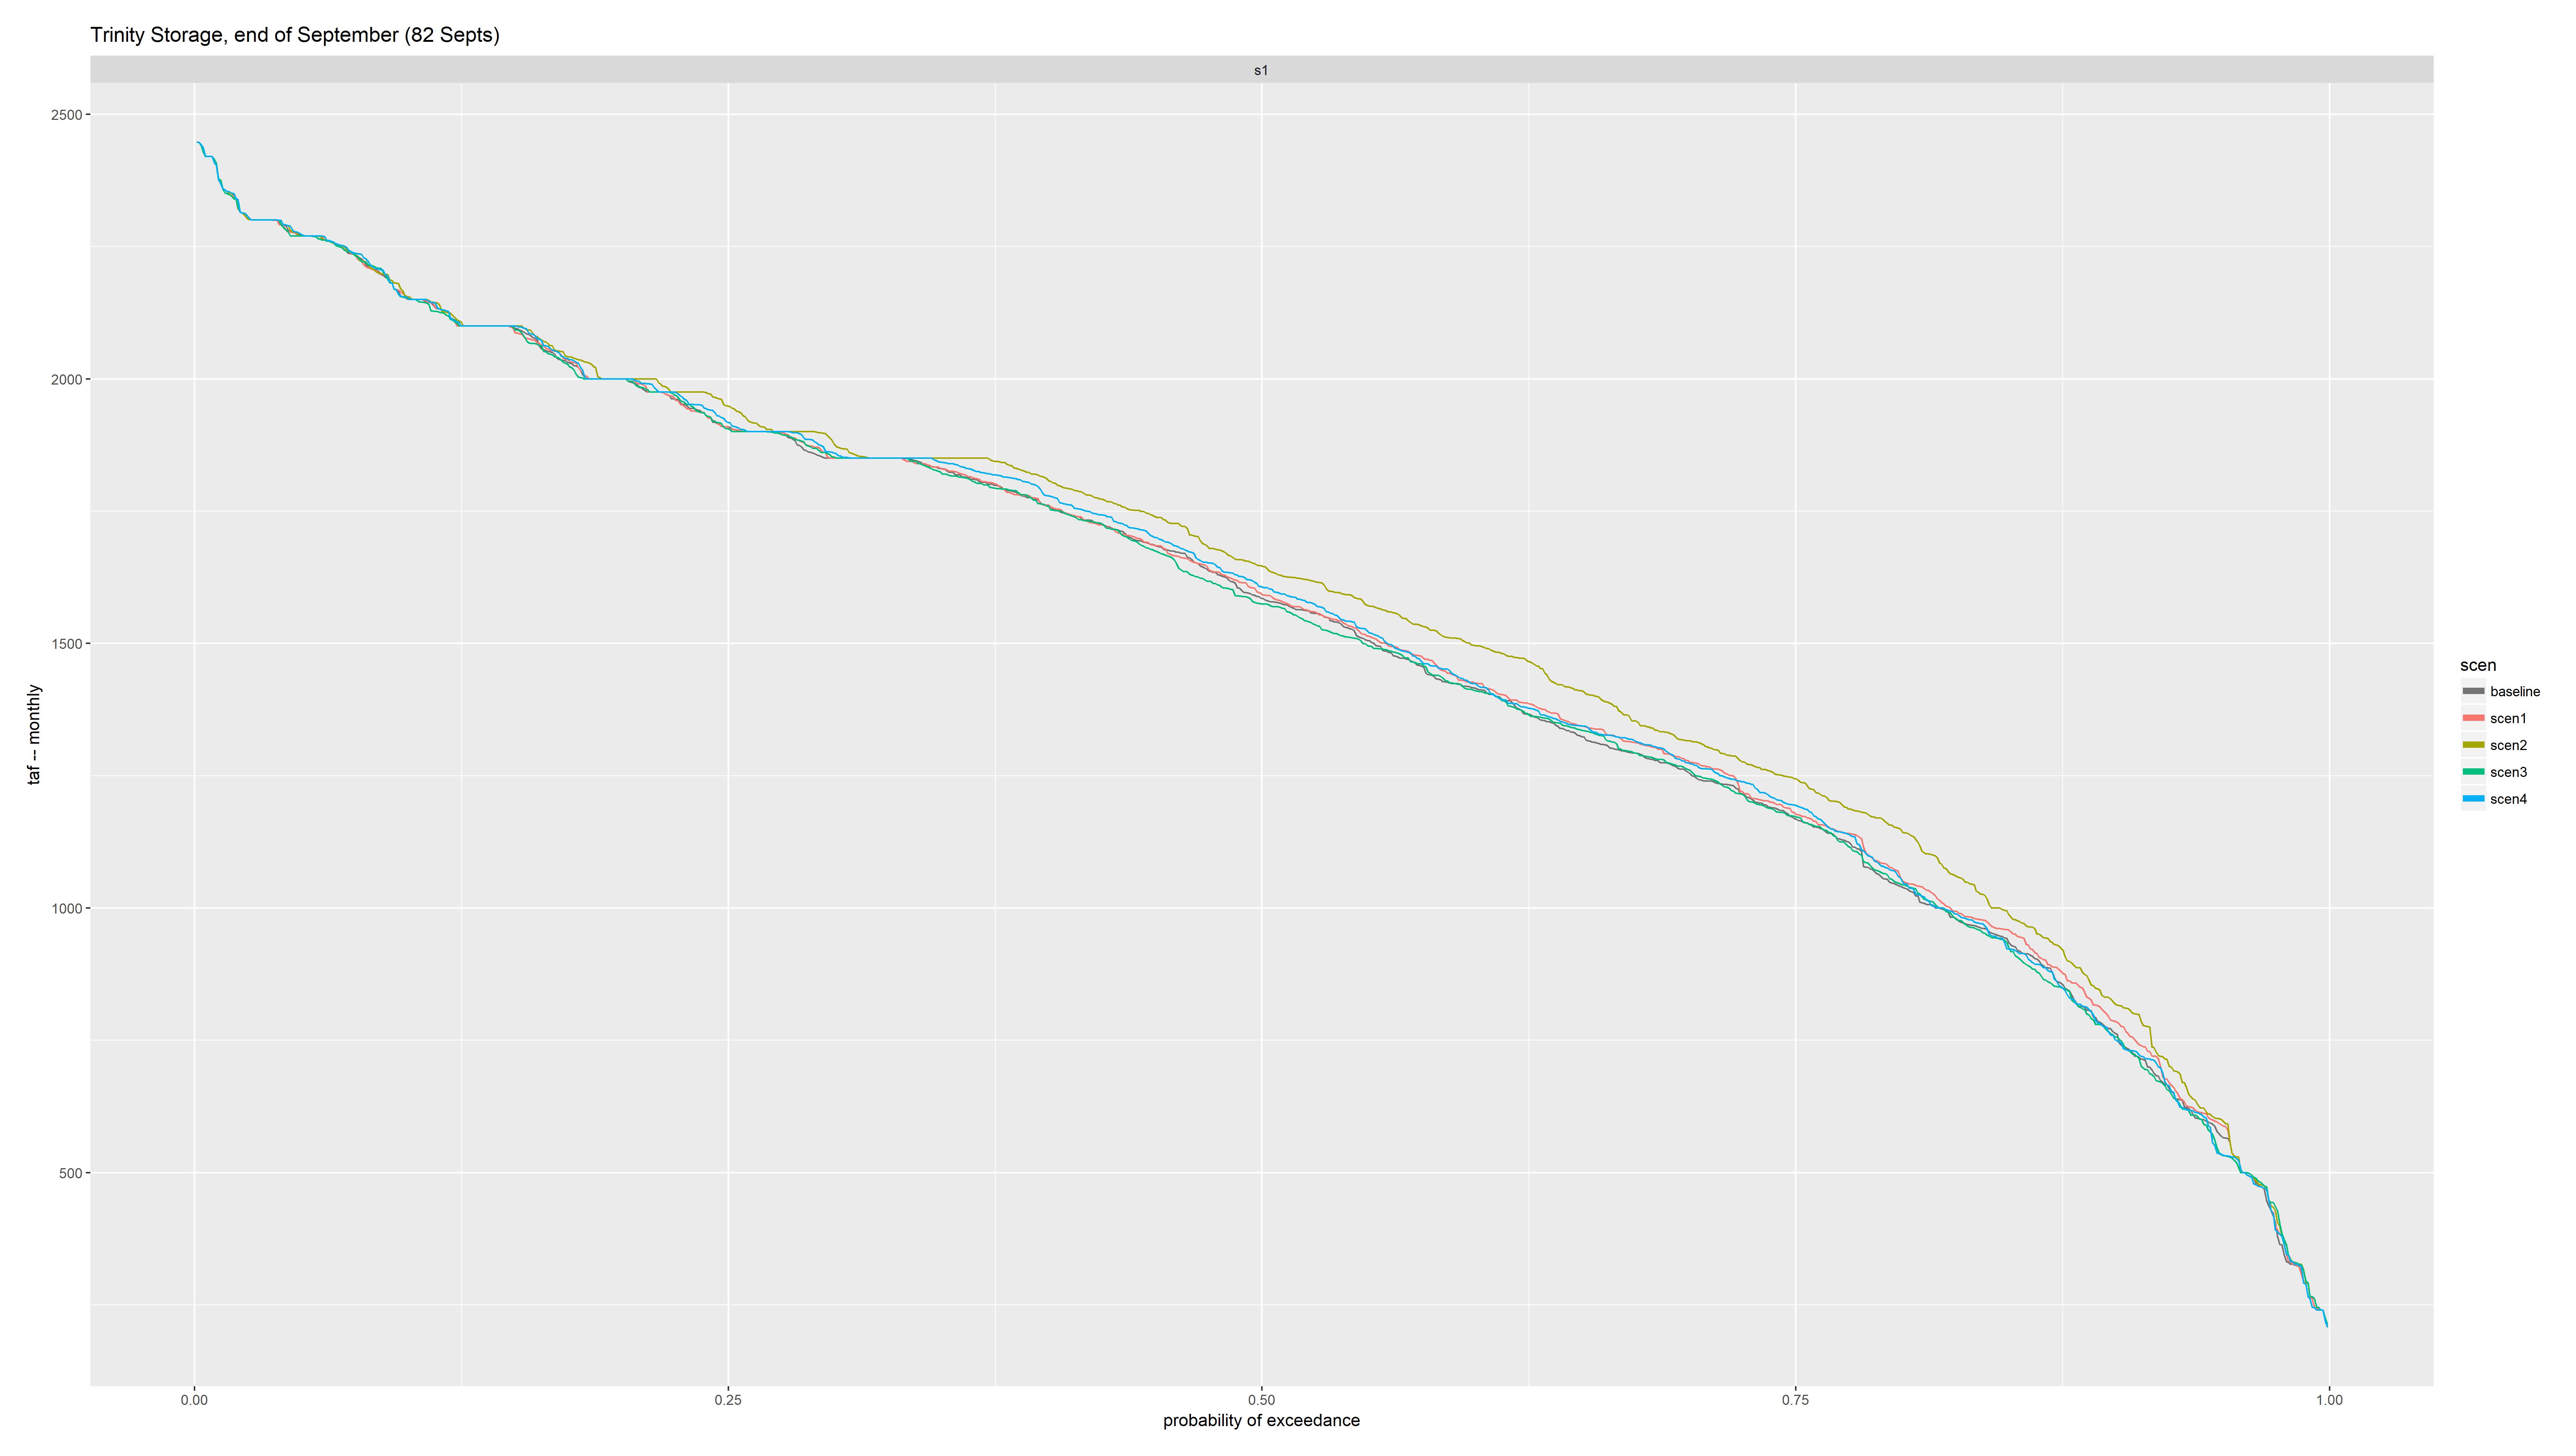 Trinity Storage, end of September (82 Septs)
s1
2500
2000
1500
1000
500
taf -- monthly
0.00
0.25
0.50
0.75
1.00
probability of exceedance
scen
baseline
scen1
scen2
scen3
scen4